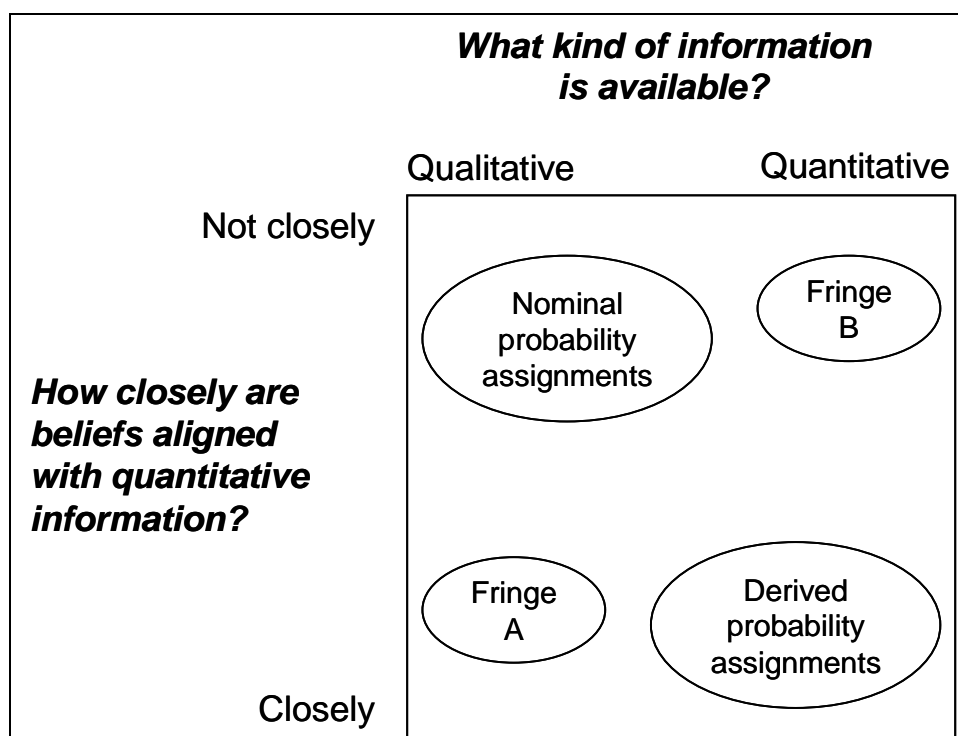 What kind of information
is available?
Qualitative
Quantitative
Not closely
Nominal
probability
assignments
Fringe
B
How closely are
beliefs aligned
with quantitative
information?
Fringe
A
Derived
probability
assignments
Closely